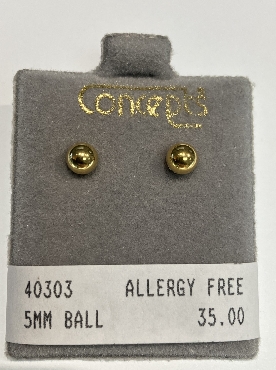 Concepts
40303 ALLERGY FREE
5MM BALL 35.00